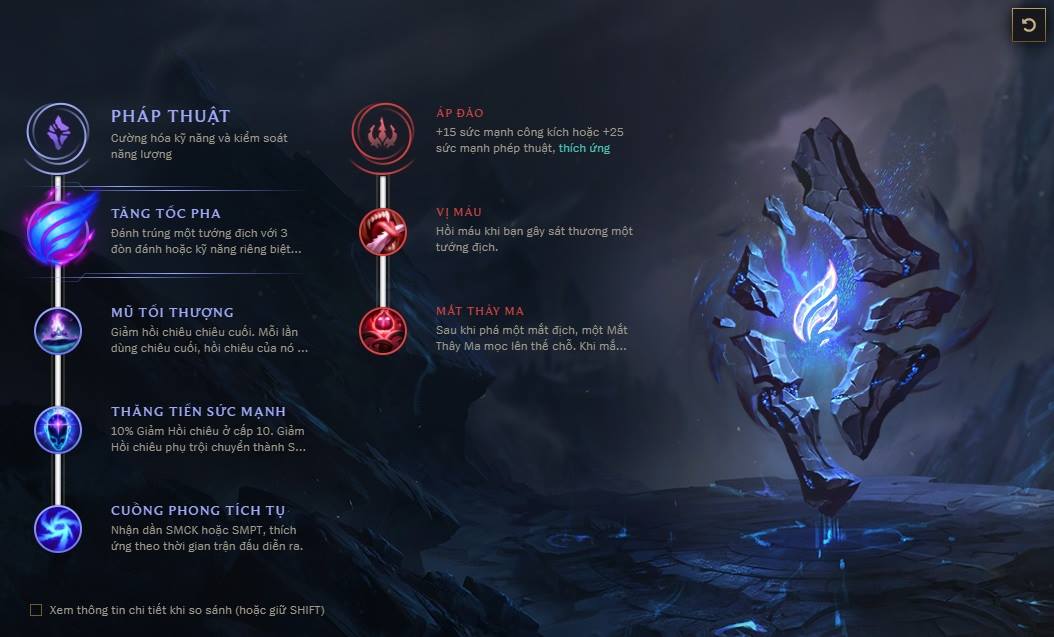 PHÁP THUẬT
Cường hóa kỹ năng và kiểm soát
năng lượng
TĂNG TỐC PHA
Đánh trúng một tướng địch với 3
đòn đánh hoặc kỹ năng riêng biệt...
MŨ TỐI THƯỢNG
Giảm hồi chiêu chiêu cuối. Mỗi lần
dùng chiêu cuối, hồi chiêu của nó ...
THĂNG TIẾN SỨC MẠNH
10% Giảm Hồi chiêu ở cấp 10. Giảm
Hồi chiêu phụ trội chuyển thành S...
CUỒNG PHONG TÍCH TỤ
Nhận dần SMCK hoặc SMPT, thích
ứng theo thời gian trận đấu diễn ra.
ÁP ĐẢO
+15 sức mạnh công kích hoặc +25
sức mạnh phép thuật, thích ứng
VỊ MÁU
Hồi máu khi bạn gây sát thương một
tướng địch.
MẮT THÂY MA
Sau khi phá một mắt địch, một Mắt
Thây Ma mọc lên thế chỗ. Khi mắ...
Xem thông tin chi tiết khi so sánh (hoặc giữ SHIFT)